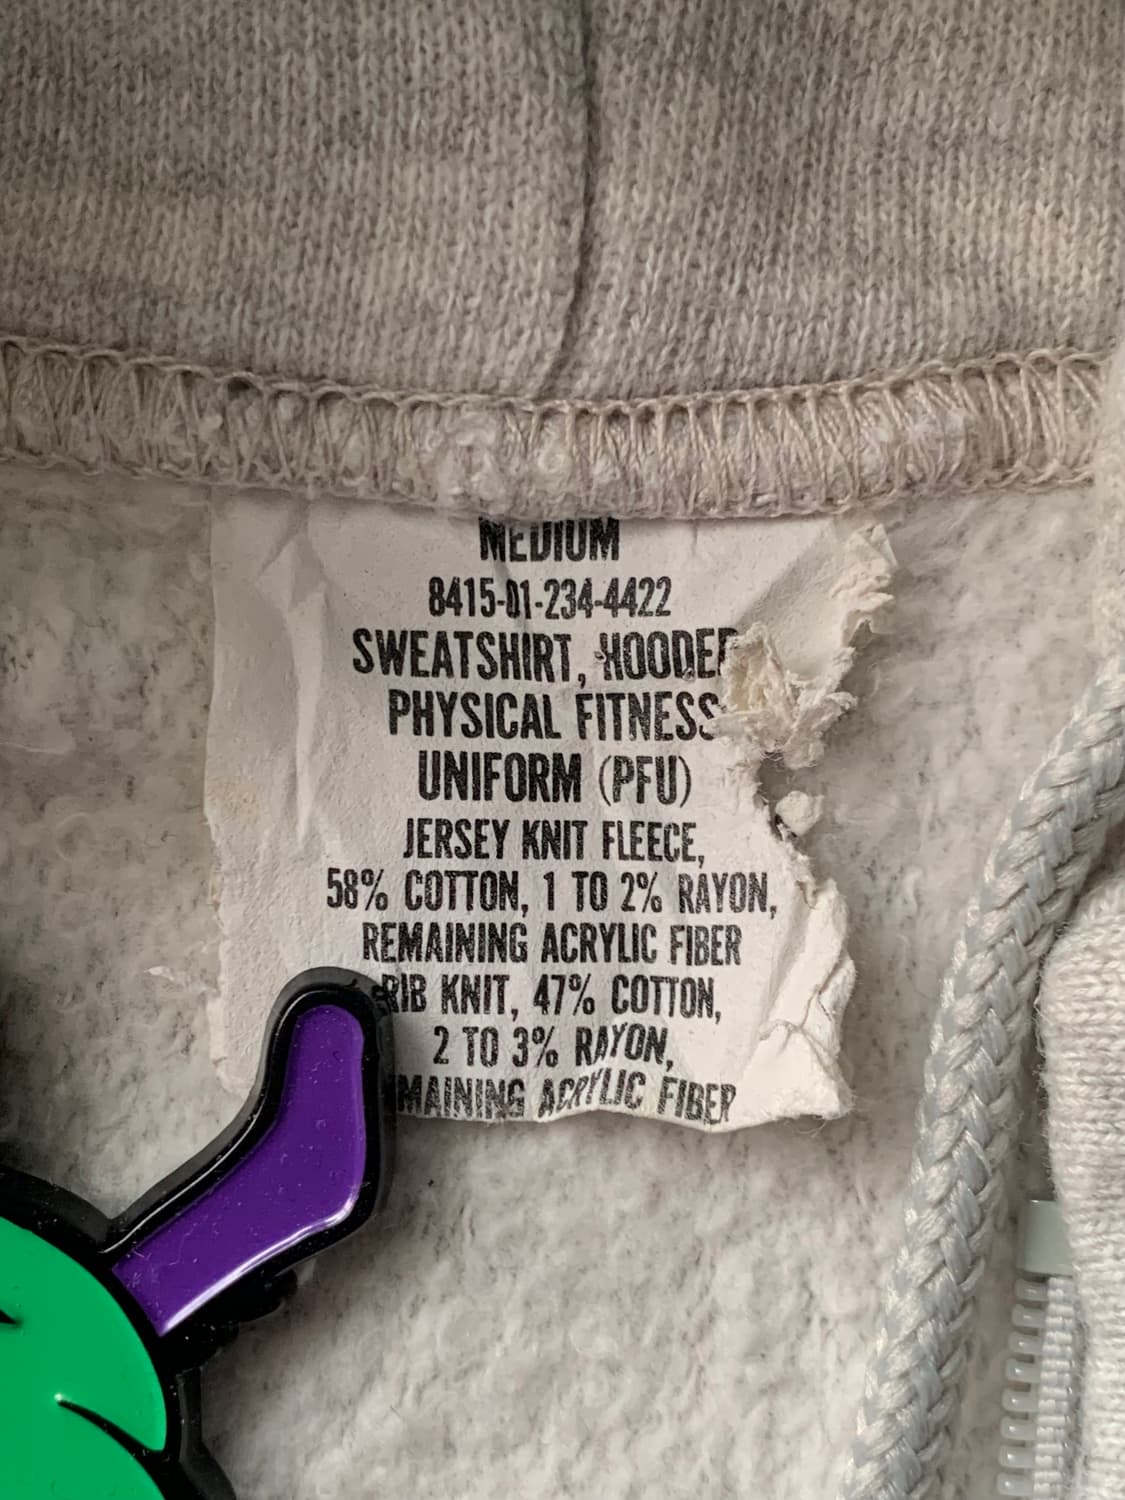 MEDIUM
8415-01-234-4422
SWEATSHIRT, HOODED
PHYSICAL FITNESS
UNIFORM (PFU)
JERSEY KNIT FLEECE,
58% COTTON, 1 TO 2% RAYON,
REMAINING ACRYLIC FIBER
RIB KNIT, 47% COTTON,
2 TO 3% RAYON,
MAINING ACRYLIC FIBER